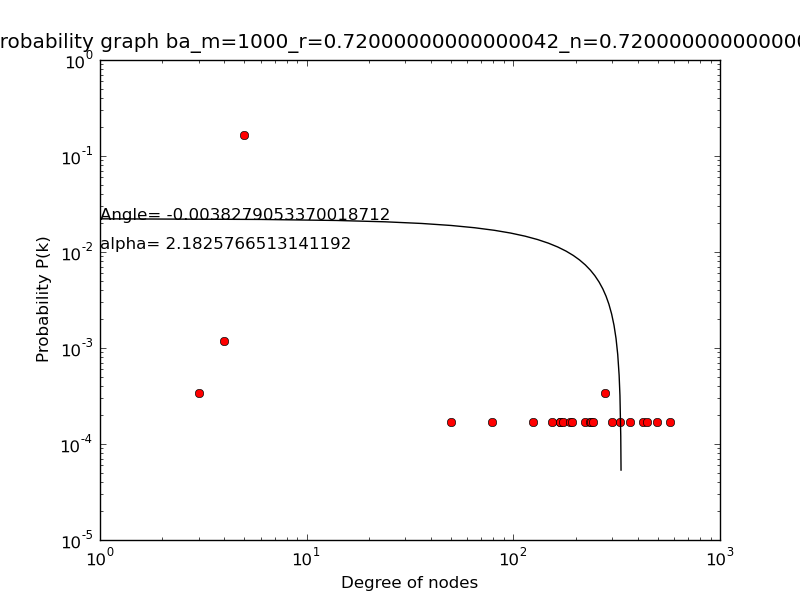 robability graph ba_m=1000_r=0.72000000000000042_n=0.7200000000000000
10^0
10^-1
Angle= -0.0038279053370018712
alpha= 2.1825766513141192
10^-2
Probability P(k)
10^-3
10^-4
10^-5
10^0 10^1 10^2 10^3
Degree of nodes